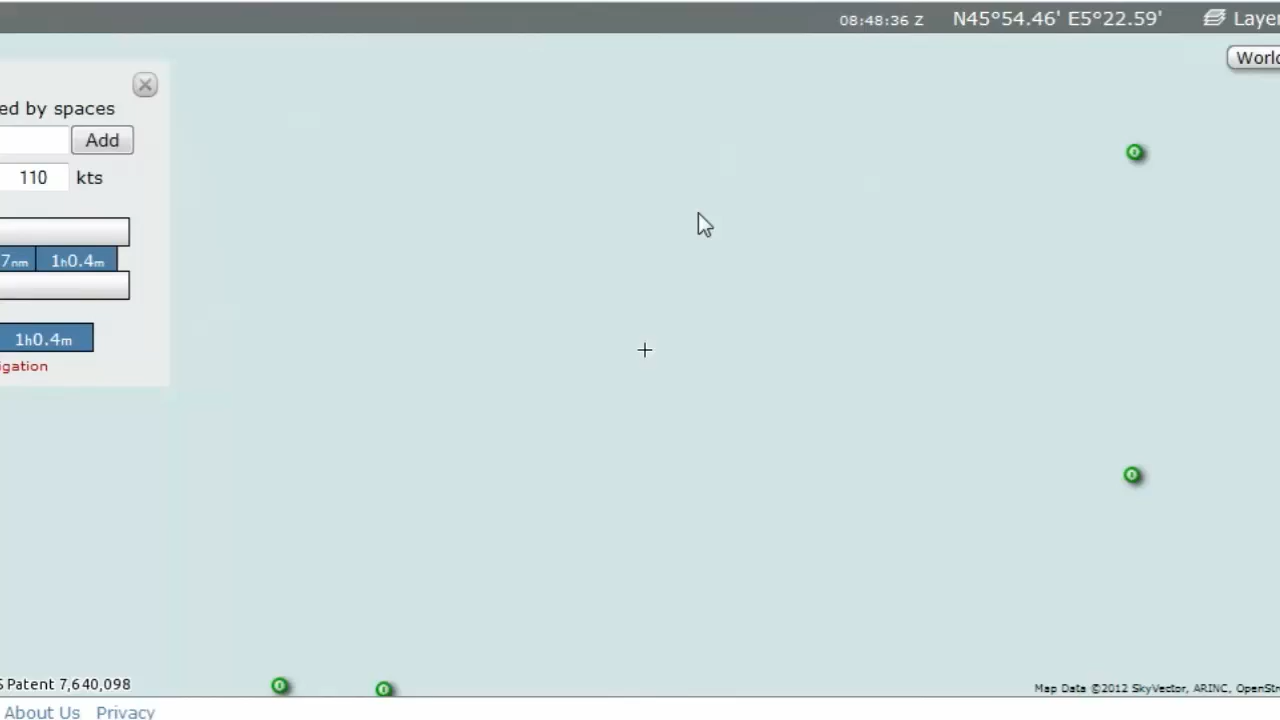 08:48:36 Z N45°54.46' E5°22.59' Layer
World
ed by spaces
Add
110 kts
7nm 1h0.4m
1h0.4m
igation
S Patent 7,640,098
Map Data ©2012 SkyVector, ARINC, OpenStr
About Us Privacy